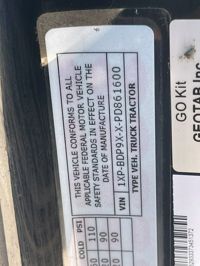 THIS VEHICLE CONFORMS TO ALL
APPLICABLE FEDERAL MOTOR VEHICLE
SAFETY STANDARDS IN EFFECT ON THE
DATE OF MANUFACTURE
VIN 1XP-BDP9X-X-PD861600
TYPE TRUCK TRACTOR
COLD PSI
110
90
90
GO Kit
GEOTAB Inc